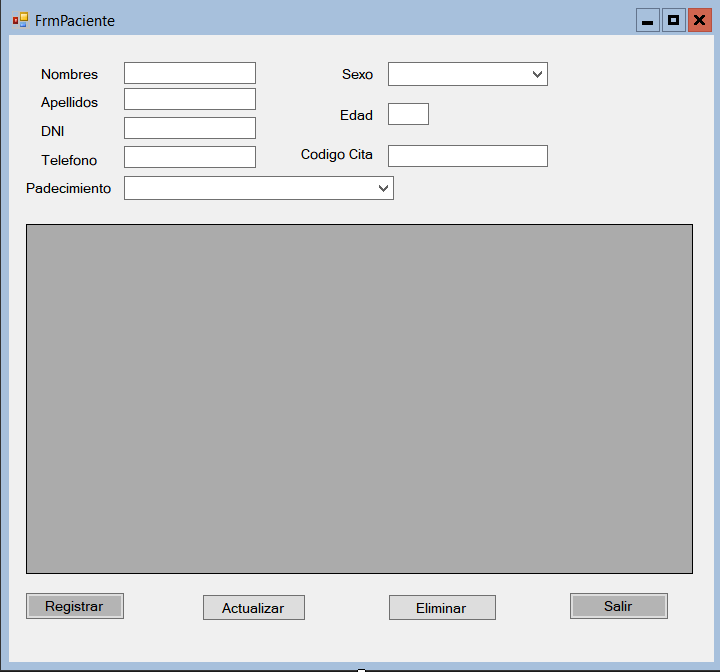 FrmPaciente
Nombres
Sexo
Apellidos
Edad
DNI
Codigo Cita
Telefono
Padecimiento
Registrar
Actualizar
Eliminar
Salir